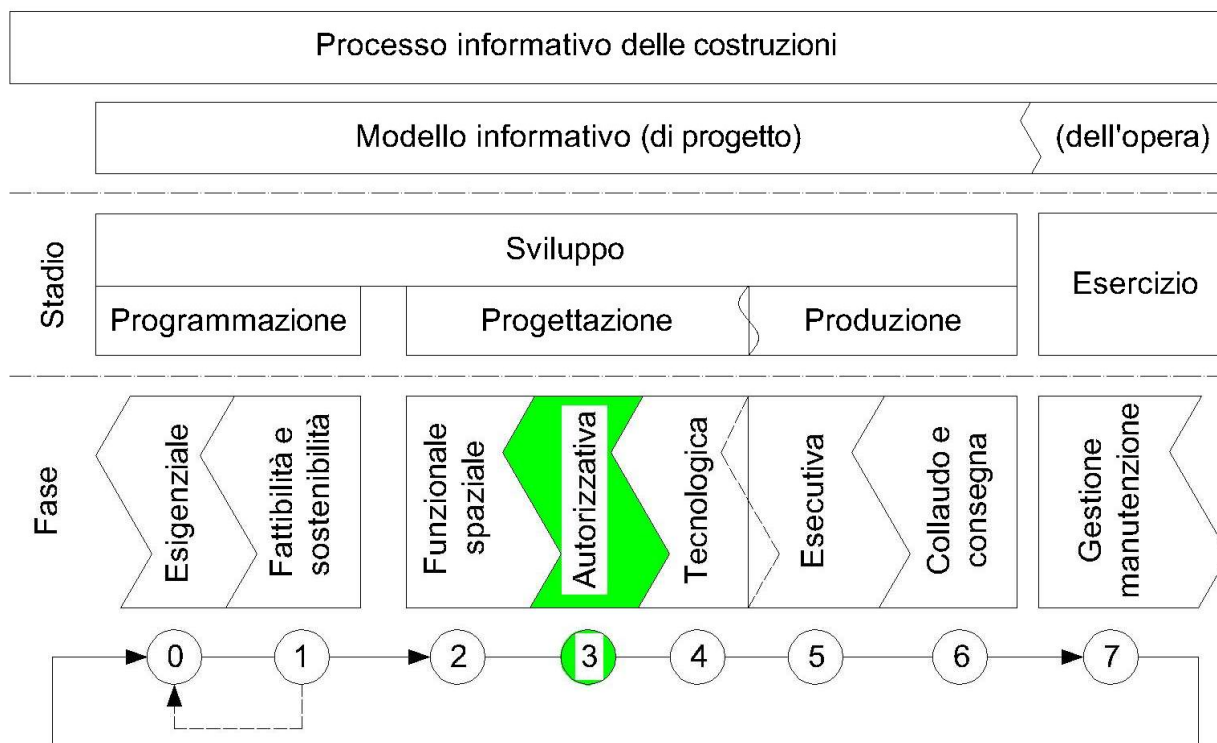 Processo informativo delle costruzioni
Modello informativo (di progetto)
(dell'opera)
Stadio
Sviluppo
Esercizio
Programmazione
Progettazione
Produzione
Fase
Esigenziale
Fattibilità e
sostenibilità
Funzionale
spaziale
Autorizzativa
Tecnologica
Esecutiva
Collaudo e
consegna
Gestione
manutenzione
0
1
2
3
4
5
6
7